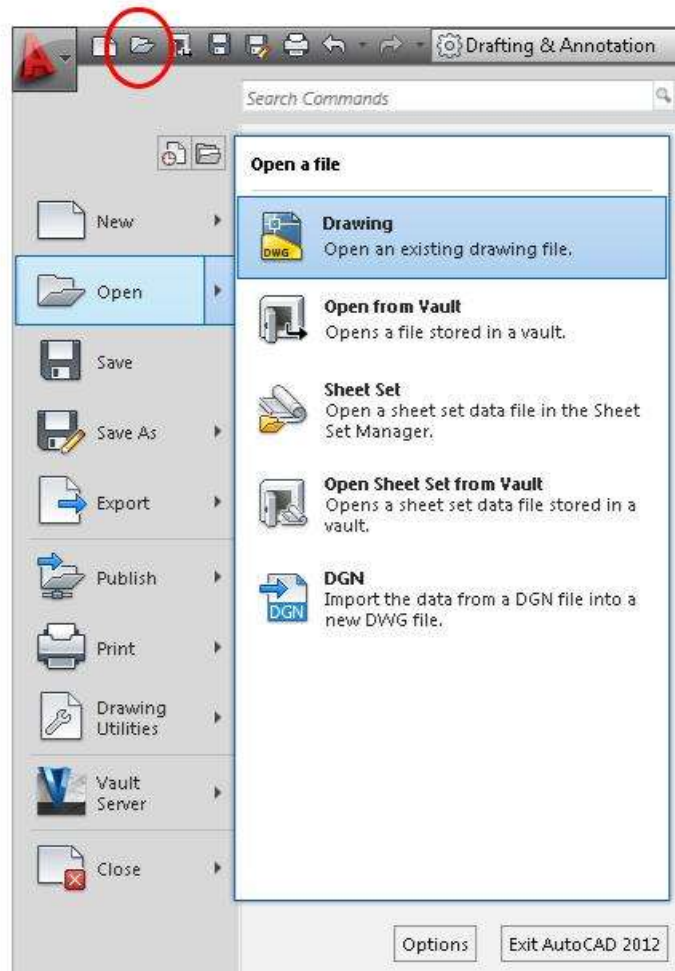 Drafting & Annotation
Search Commands
Open a file
New
Open
Save
Save As
Export
Publish
Print
Drawing
Utilities
Vault
Server
Close
DWG
Drawing
Open an existing drawing file.
Open from Vault
Opens a file stored in a vault.
Sheet Set
Open a sheet set data file in the Sheet
Set Manager.
Open Sheet Set from Vault
Opens a sheet set data file stored in a
vault.
DGN
DGN
Import the data from a DGN file into a
new DWG file.
Options
Exit AutoCAD 2012